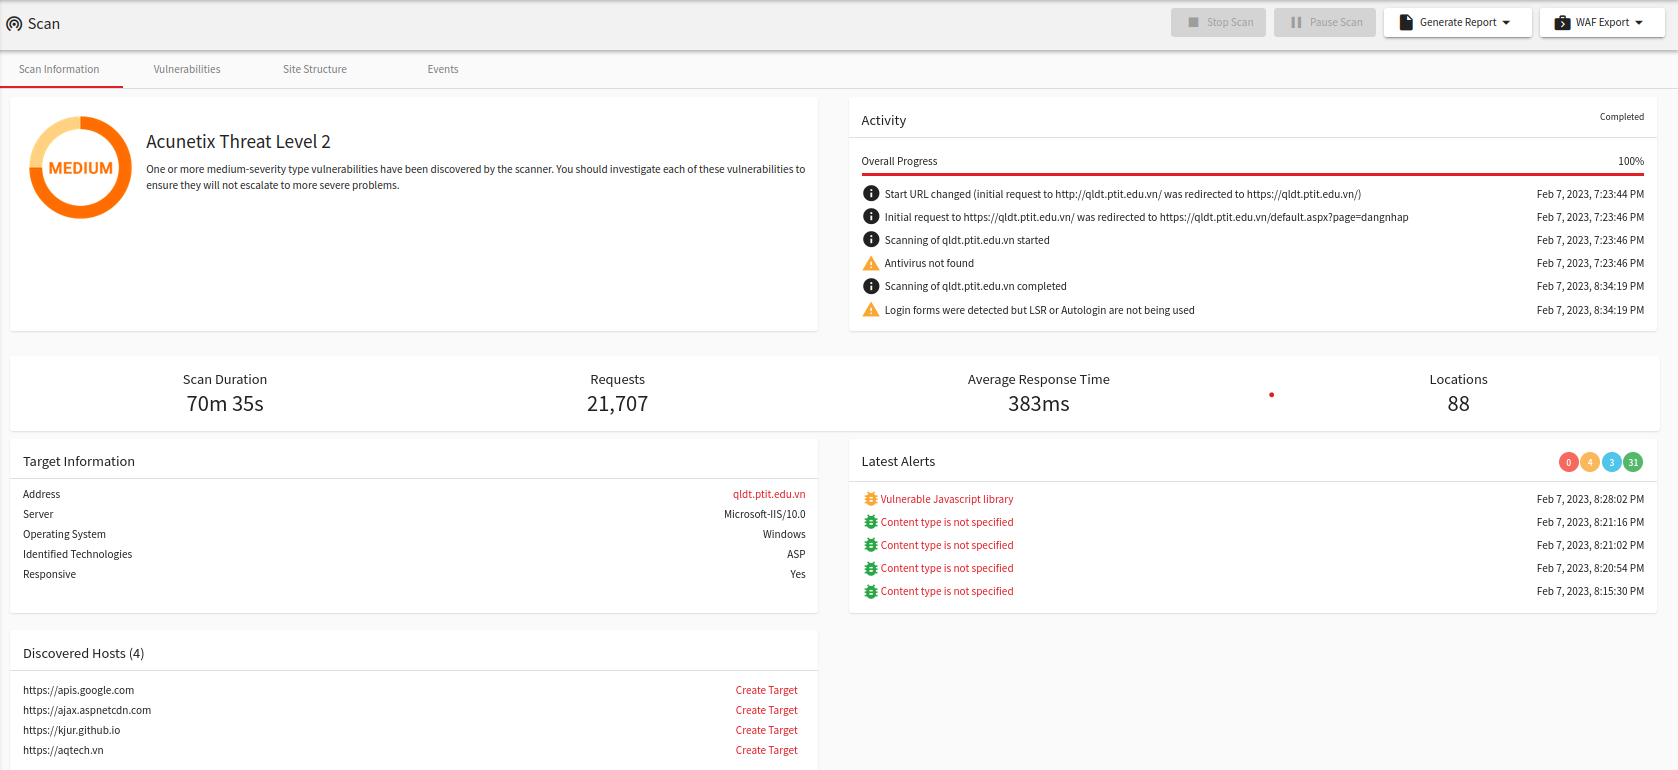 Scan
Stop Scan
Pause Scan
Generate Report
WAF Export
Scan Information
Vulnerabilities
Site Structure
Events
MEDIUM
Acunetix Threat Level 2
One or more medium-severity type vulnerabilities have been discovered by the scanner. You should investigate each of these vulnerabilities to
ensure they will not escalate to more severe problems.
Activity
Completed
Overall Progress 100%
Start URL changed (initial request to http://qldt.ptit.edu.vn/ was redirected to https://qldt.ptit.edu.vn/) Feb 7, 2023, 7:23:44 PM
Initial request to https://qldt.ptit.edu.vn/ was redirected to https://qldt.ptit.edu.vn/default.aspx?page=dangnhap Feb 7, 2023, 7:23:46 PM
Scanning of qldt.ptit.edu.vn started Feb 7, 2023, 7:23:46 PM
Antivirus not found Feb 7, 2023, 7:23:46 PM
Scanning of qldt.ptit.edu.vn completed Feb 7, 2023, 8:34:19 PM
Login forms were detected but LSR or Autologin are not being used Feb 7, 2023, 8:34:19 PM
Scan Duration
70m 35s
Requests
21,707
Average Response Time
383ms
Locations
88
Target Information
Address qldt.ptit.edu.vn
Server Microsoft-IIS/10.0
Operating System Windows
Identified Technologies ASP
Responsive Yes
Latest Alerts 0 4 3 31
Vulnerable Javascript library Feb 7, 2023, 8:28:02 PM
Content type is not specified Feb 7, 2023, 8:21:16 PM
Content type is not specified Feb 7, 2023, 8:21:02 PM
Content type is not specified Feb 7, 2023, 8:20:54 PM
Content type is not specified Feb 7, 2023, 8:15:30 PM
Discovered Hosts (4)
https://apis.google.com Create Target
https://ajax.aspnetcdn.com Create Target
https://kjur.github.io Create Target
https://aqtech.vn Create Target